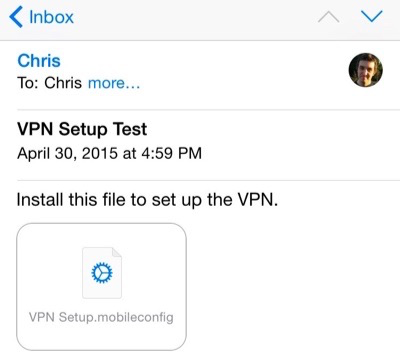 Inbox
Chris
To: Chris more...
VPN Setup Test
April 30, 2015 at 4:59 PM
Install this file to set up the VPN.
VPN Setup.mobileconfig